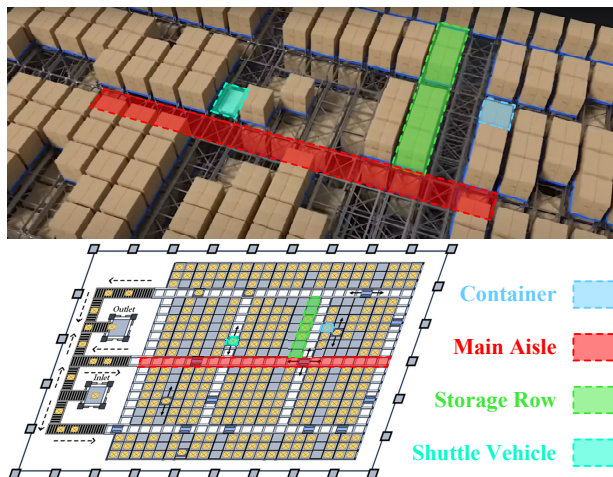 Container
Outlet
Main Aisle
Inlet
Storage Row
Shuttle Vehicle